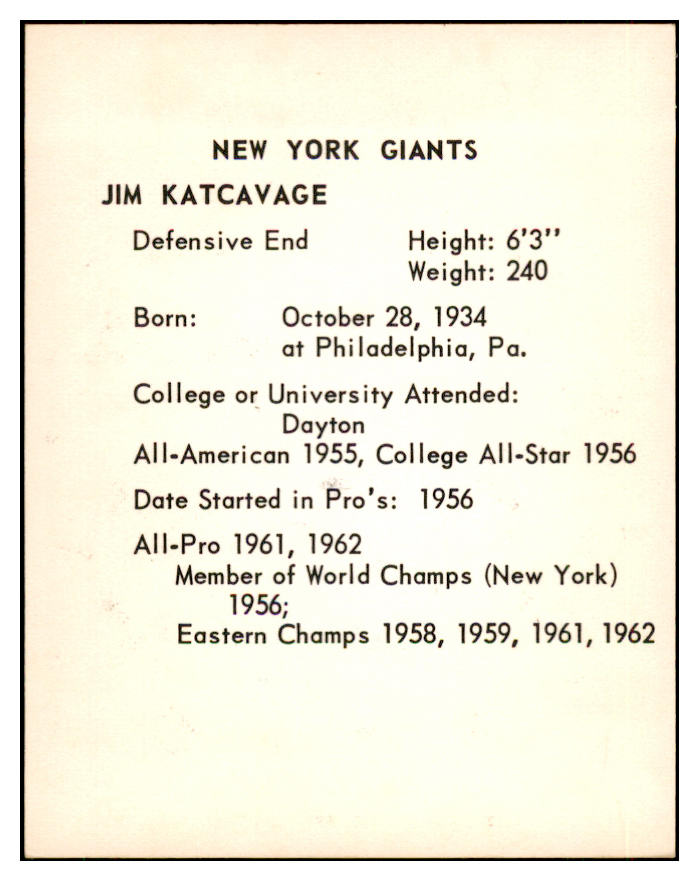 NEW YORK GIANTS
JIM KATCAVAGE
Defensive End Height: 6'3''
Weight: 240
Born: October 28, 1934
at Philadelphia, Pa.
College or University Attended:
Dayton
All-American 1955, College All-Star 1956
Date Started in Pro's: 1956
All-Pro 1961, 1962
Member of World Champs (New York)
1956;
Eastern Champs 1958, 1959, 1961, 1962